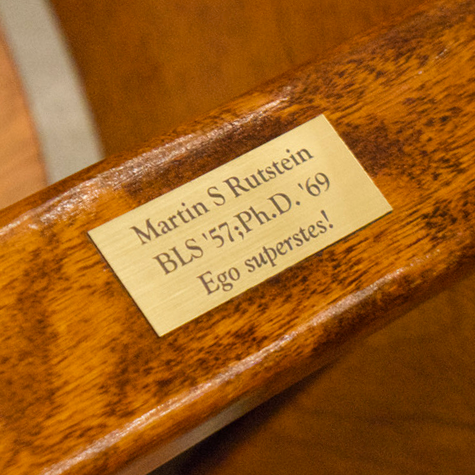 Martin S Rutstein
BLS '57;Ph.D. '69
Ego superstes!